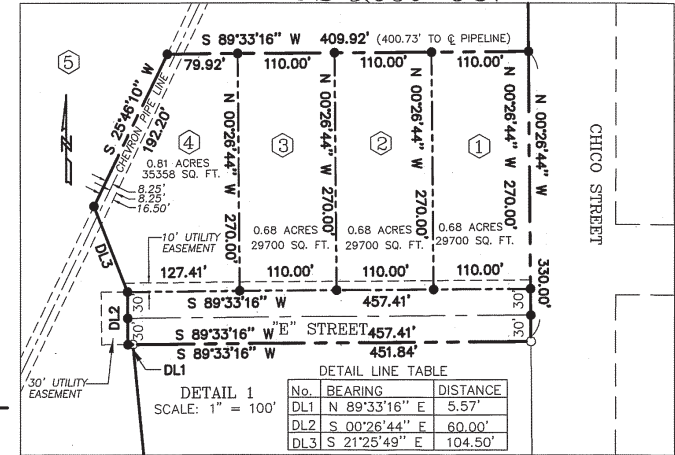 S 89°33'16" W 409.92' (400.73' TO ℄ PIPELINE)
79.92' 110.00' 110.00' 110.00'
5
S 25°46'10" W
192.20'
CHEVRON PIPE LINE
N 00°26'44" W 270.00'
N 00°26'44" W 270.00'
N 00°26'44" W 270.00'
N 00°26'44" W 270.00'
N 00°26'44" W 330.00'
CHICO STREET
4
3
2
1
0.81 ACRES
35358 SQ. FT.
8.25'
8.25'
16.50'
0.68 ACRES
29700 SQ. FT.
0.68 ACRES
29700 SQ. FT.
0.68 ACRES
29700 SQ. FT.
10' UTILITY
EASEMENT
DL3
127.41' 110.00' 110.00' 110.00'
S 89°33'16" W 457.41'
30'
30'
DL2
30'
30'
"E" STREET
S 89°33'16" W 457.41'
S 89°33'16" W 451.84'
DL1
30' UTILITY
EASEMENT
DETAIL 1
SCALE: 1" = 100'
DETAIL LINE TABLE
No. BEARING DISTANCE
DL1 N 89°33'16" E 5.57'
DL2 S 00°26'44" E 60.00'
DL3 S 21°25'49" E 104.50'